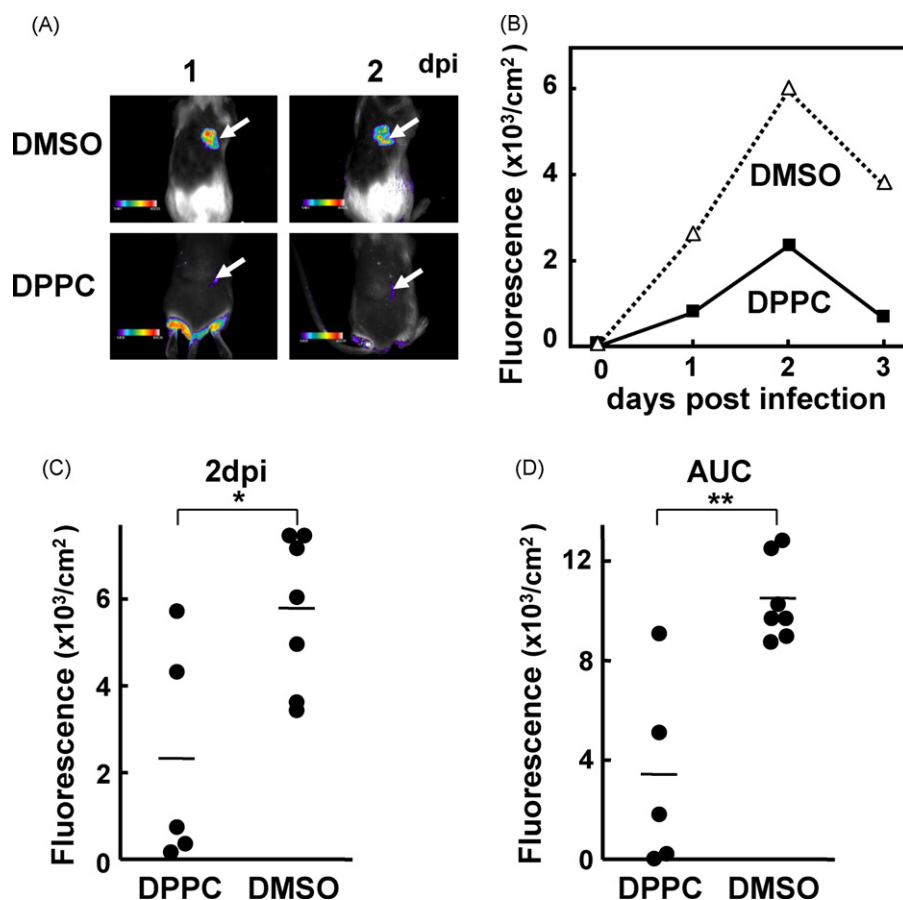 (A)
1 2 dpi
DMSO
DPPC
(B)
Fluorescence (x10³/cm²)
6
4
2
0
DMSO
DPPC
0 1 2 3
days post infection
(C)
2dpi
*
Fluorescence (x10³/cm²)
6
4
2
0
DPPC DMSO
(D)
AUC
**
Fluorescence (x10³/cm²)
12
8
4
0
DPPC DMSO